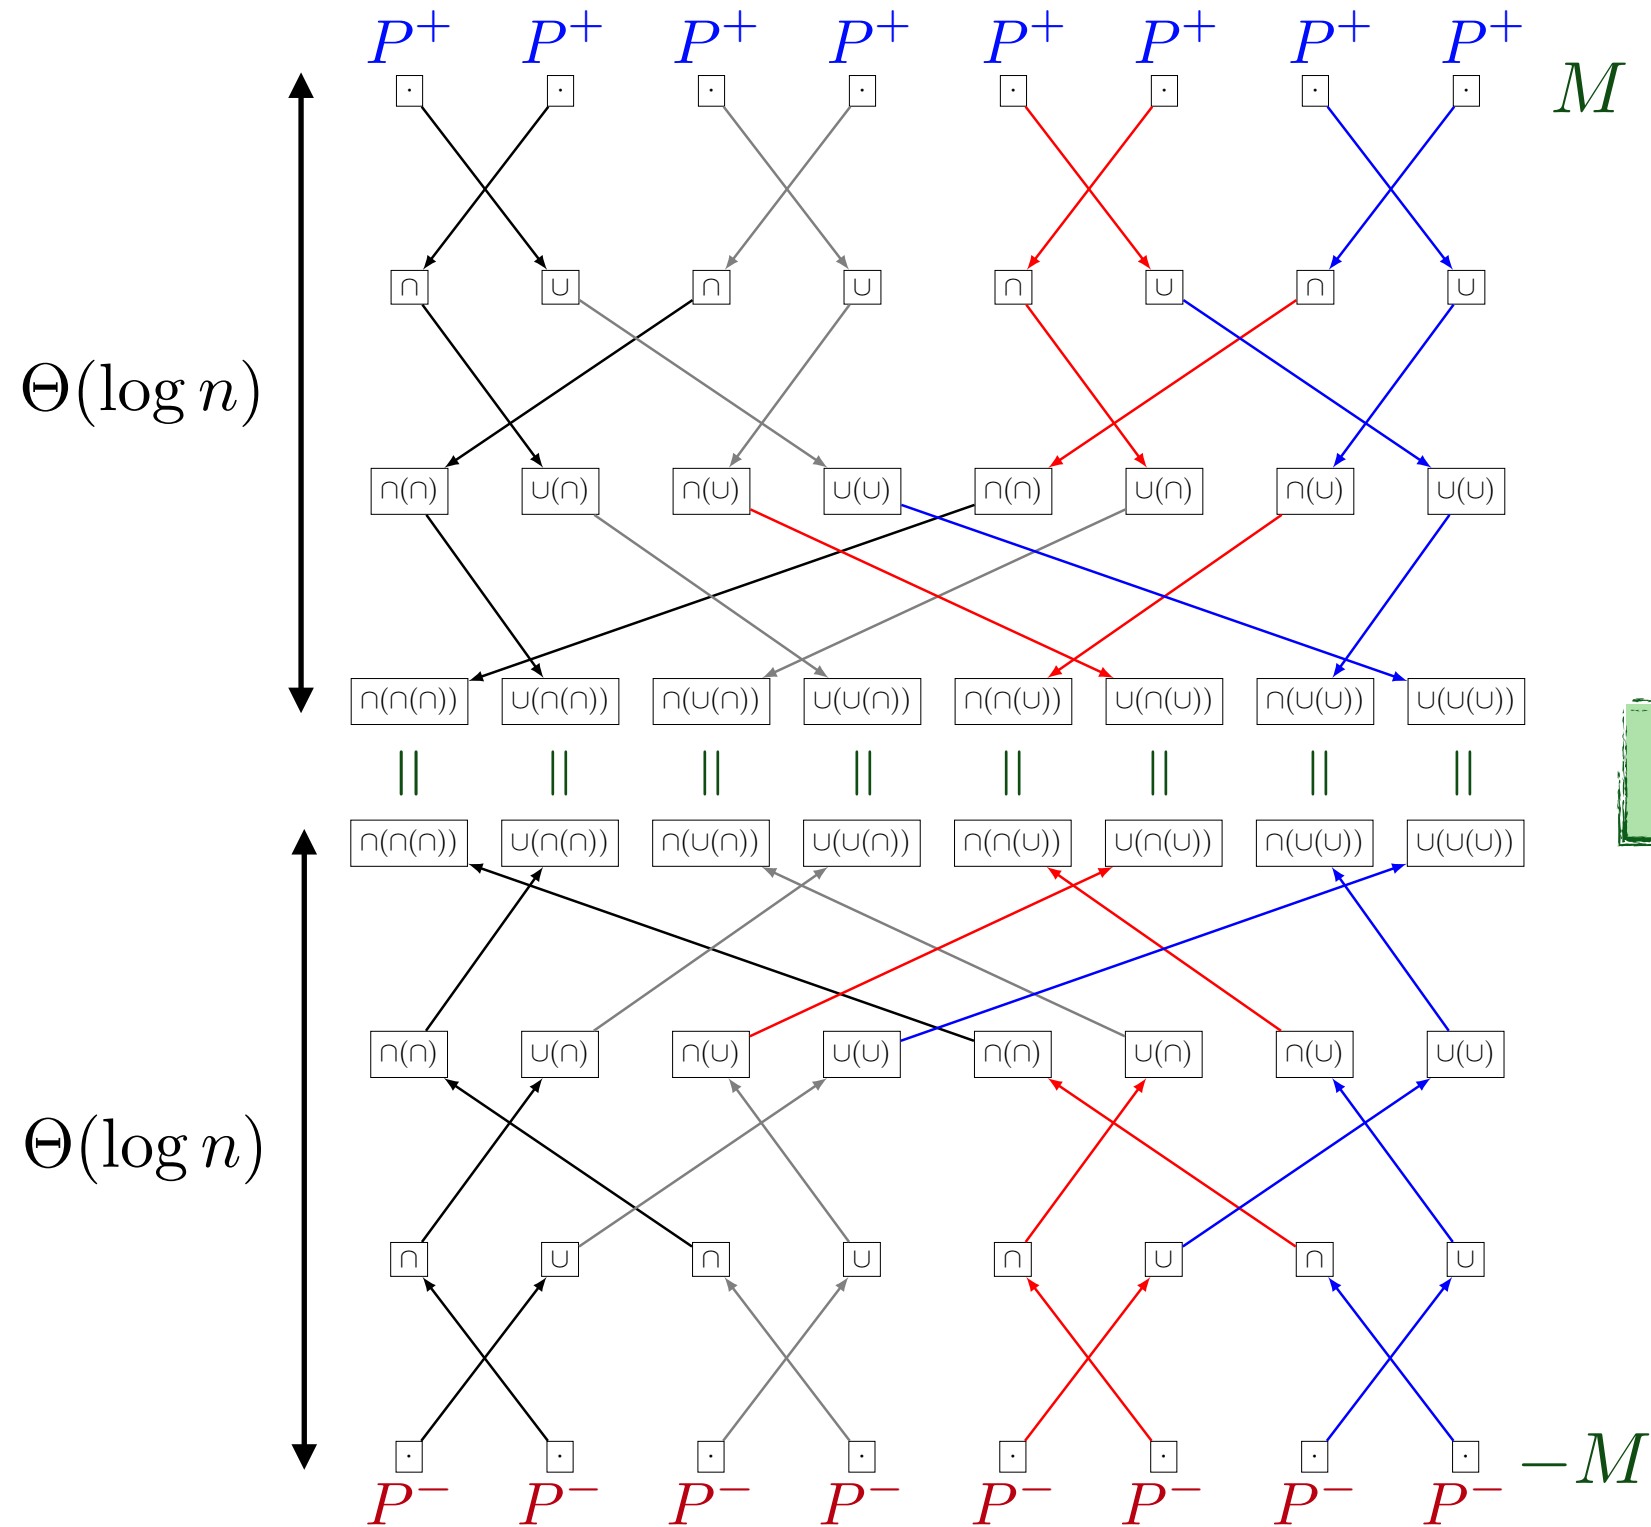 P⁺ P⁺ P⁺ P⁺ P⁺ P⁺ P⁺ P⁺
· · · · · · · · M
∩ ∪ ∩ ∪ ∩ ∪ ∩ ∪
Θ(log n)
∩(∩) ∪(∩) ∩(∪) ∪(∪) ∩(∩) ∪(∩) ∩(∪) ∪(∪)
∩(∩(∩)) ∪(∩(∩)) ∩(∪(∩)) ∪(∪(∩)) ∩(∩(∪)) ∪(∩(∪)) ∩(∪(∪)) ∪(∪(∪))
|| || || || || || || ||
∩(∩(∩)) ∪(∩(∩)) ∩(∪(∩)) ∪(∪(∩)) ∩(∩(∪)) ∪(∩(∪)) ∩(∪(∪)) ∪(∪(∪))
∩(∩) ∪(∩) ∩(∪) ∪(∪) ∩(∩) ∪(∩) ∩(∪) ∪(∪)
Θ(log n)
∩ ∪ ∩ ∪ ∩ ∪ ∩ ∪
· · · · · · · · −M
P⁻ P⁻ P⁻ P⁻ P⁻ P⁻ P⁻ P⁻